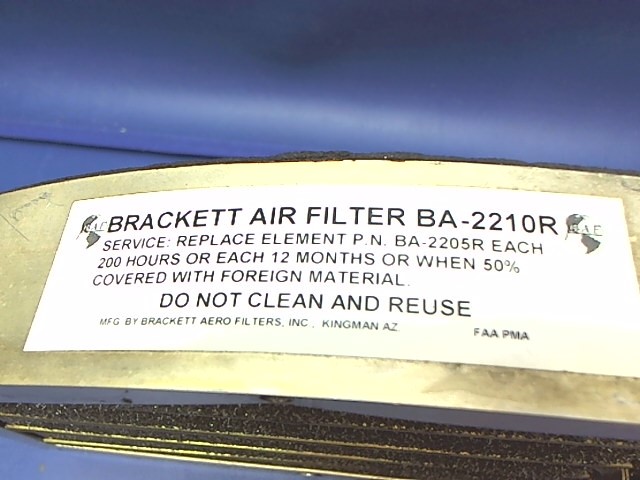 BRACKETT AIR FILTER BA-2210R
SERVICE: REPLACE ELEMENT P.N. BA-2205R EACH
200 HOURS OR EACH 12 MONTHS OR WHEN 50%
COVERED WITH FOREIGN MATERIAL.
DO NOT CLEAN AND REUSE
MFG. BY BRACKETT AERO FILTERS, INC., KINGMAN AZ. FAA PMA